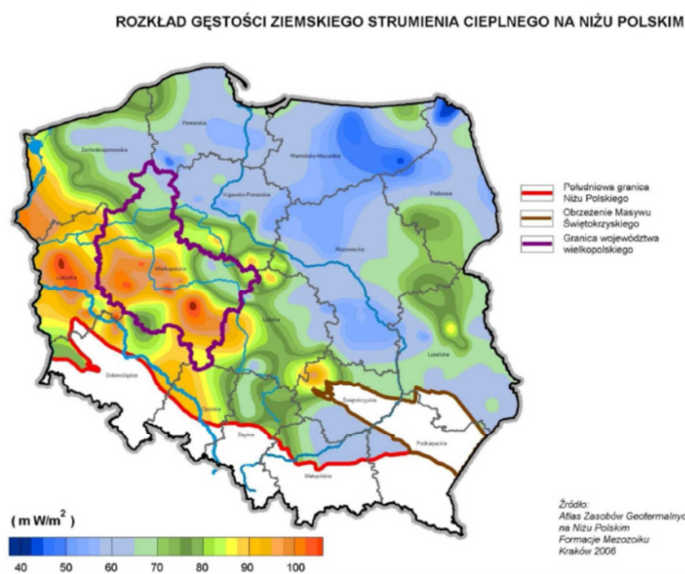 ROZKŁAD GĘSTOŚCI ZIEMSKIEGO STRUMIENIA CIEPLNEGO NA NIŻU POLSKIM
Pomorskie
Zachodniopomorskie
Warmińsko-Mazurskie
Podlaskie
Kujawsko-Pomorskie
Mazowieckie
Wielkopolskie
Lubuskie
Łódzkie
Lubelskie
Dolnośląskie
Opolskie
Śląskie
Świętokrzyskie
Podkarpackie
Małopolskie
Południowa granica
Niżu Polskiego
Obrzeżenie Masywu
Świętokrzyskiego
Granica województwa
wielkopolskiego
( m W/m² )
40 50 60 70 80 90 100
Źródło:
Atlas Zasobów Geotermalnyc
na Niżu Polskim
Formacje Mezozoiku
Kraków 2006